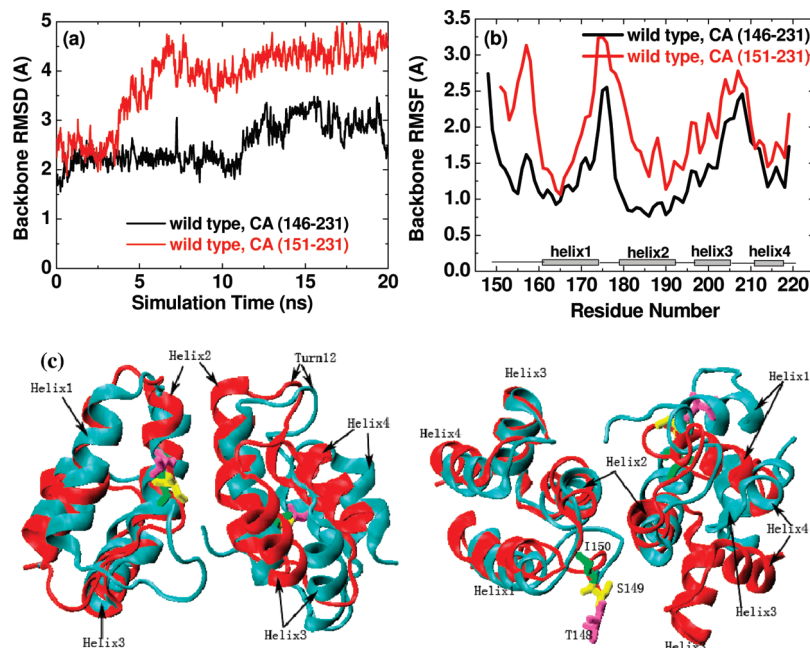 (a)
Backbone RMSD (A)
5
4
3
2
1
0
wild type, CA (146-231)
wild type, CA (151-231)
0 5 10 15 20
Simulation Time (ns)
(b)
Backbone RMSF (A)
3.5
3.0
2.5
2.0
1.5
1.0
0.5
0.0
wild type, CA (146-231)
wild type, CA (151-231)
helix1 helix2 helix3 helix4
150 160 170 180 190 200 210 220
Residue Number
(c)
Helix2 Turn12
Helix1
Helix4
Helix3 Helix3
Helix3 Helix1
Helix4
Helix2
Helix4
I150
Helix1 S149
Helix3
T148